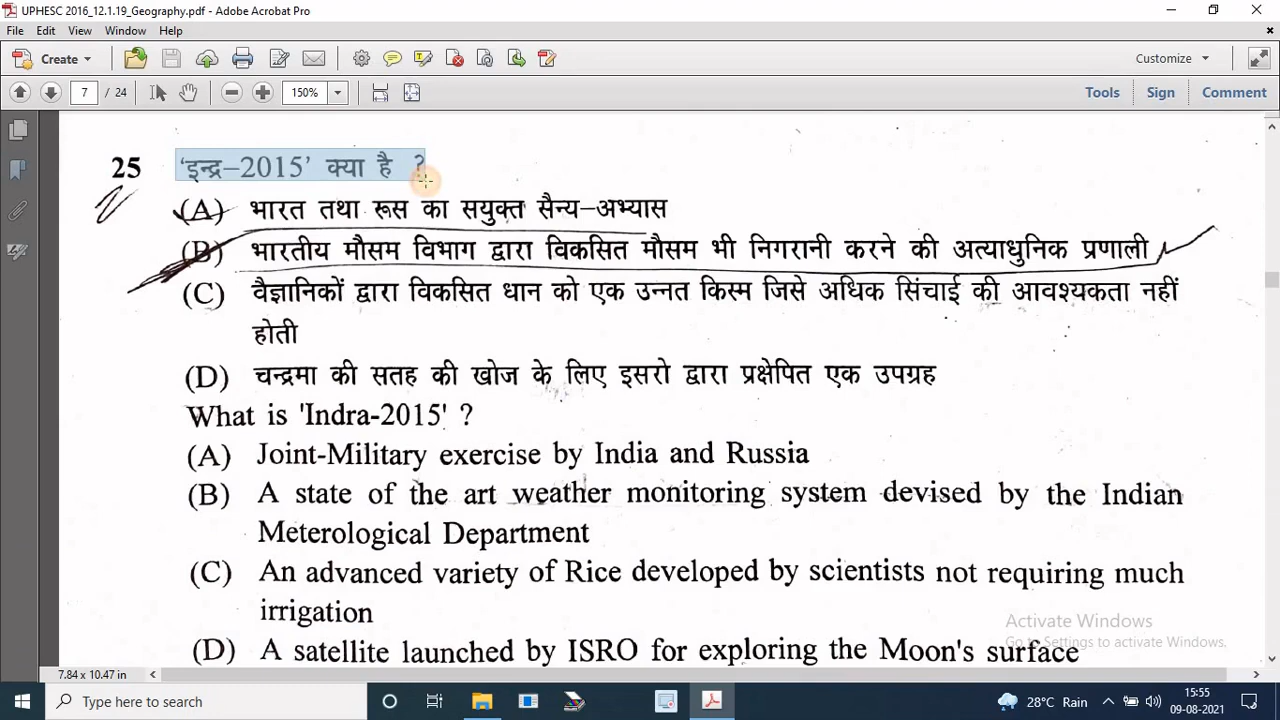 UPHESC 2016_12.1.19_Geography.pdf - Adobe Acrobat Pro
File Edit View Window Help
Create Customize
7 / 24 150% Tools Sign Comment
25 'इन्द्र–2015' क्या है ?
(A) भारत तथा रूस का सयुक्त सैन्य–अभ्यास
(B) भारतीय मौसम विभाग द्वारा विकसित मौसम भी निगरानी करने की अत्याधुनिक प्रणाली
(C) वैज्ञानिकों द्वारा विकसित धान को एक उन्नत किस्म जिसे अधिक सिंचाई की आवश्यकता नहीं
होती
(D) चन्द्रमा की सतह की खोज के लिए इसरो द्वारा प्रक्षेपित एक उपग्रह
What is 'Indra-2015' ?
(A) Joint-Military exercise by India and Russia
(B) A state of the art weather monitoring system devised by the Indian
Meterological Department
(C) An advanced variety of Rice developed by scientists not requiring much
irrigation
(D) A satellite launched by ISRO for exploring the Moon's surface
Activate Windows
Go to Settings to activate Windows.
7.84 x 10.47 in
Type here to search 28°C Rain 15:55
09-08-2021